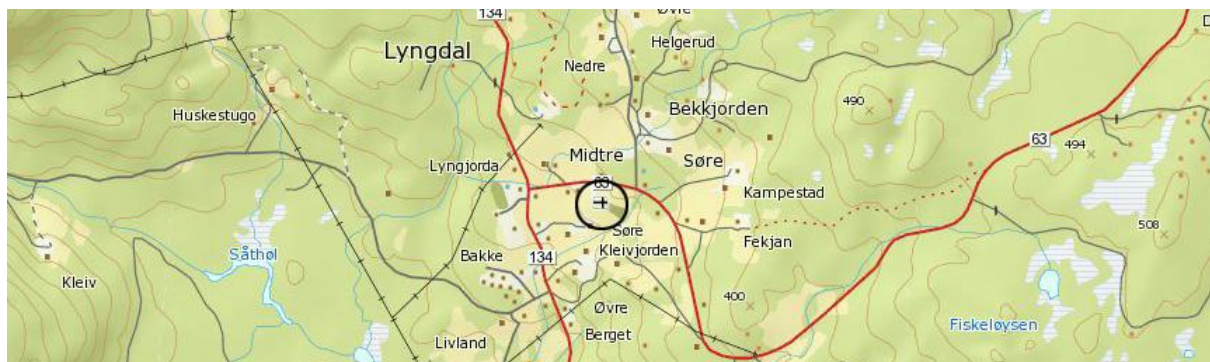 134
Øvre
Lyngdal
Helgerud
Nedre
Huskestugo
Bekkjorden
490
63
494
Lyngjorda
Midtre
Søre
63
Kampestad
508
Søre
Såthøl
Bakke
134
Kleivjorden
Fekjan
Kleiv
400
Øvre
Fiskeløysen
Livland
Berget